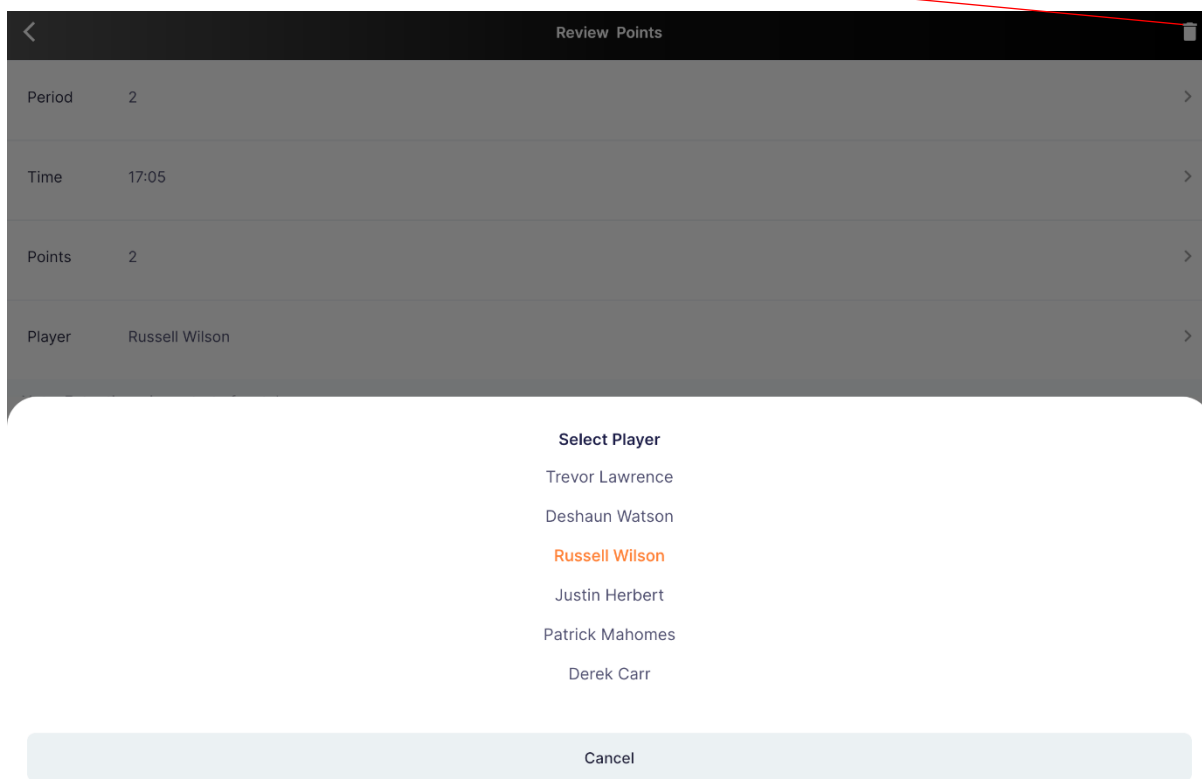 Review Points
Period 2
Time 17:05
Points 2
Player Russell Wilson
Select Player
Trevor Lawrence
Deshaun Watson
Russell Wilson
Justin Herbert
Patrick Mahomes
Derek Carr
Cancel